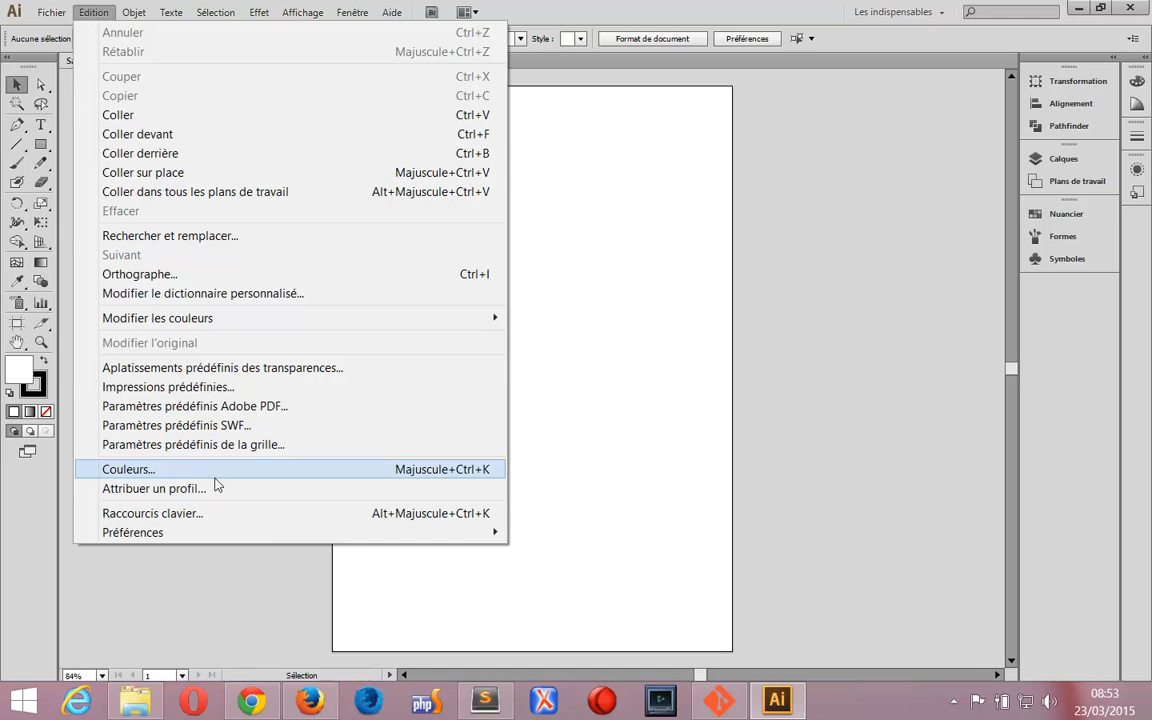 Ai Fichier Edition Objet Texte Sélection Effet Affichage Fenêtre Aide Br Les indispensables
Aucune sélection Style : Format de document Préférences
Annuler Ctrl+Z
Rétablir Majuscule+Ctrl+Z
Couper Ctrl+X
Copier Ctrl+C
Coller Ctrl+V
Coller devant Ctrl+F
Coller derrière Ctrl+B
Coller sur place Majuscule+Ctrl+V
Coller dans tous les plans de travail Alt+Majuscule+Ctrl+V
Effacer
Rechercher et remplacer...
Suivant
Orthographe... Ctrl+I
Modifier le dictionnaire personnalisé...
Modifier les couleurs
Modifier l'original
Aplatissements prédéfinis des transparences...
Impressions prédéfinies...
Paramètres prédéfinis Adobe PDF...
Paramètres prédéfinis SWF...
Paramètres prédéfinis de la grille...
Couleurs... Majuscule+Ctrl+K
Attribuer un profil...
Raccourcis clavier... Alt+Majuscule+Ctrl+K
Préférences
Transformation
Alignement
Pathfinder
Calques
Plans de travail
Nuancier
Formes
Symboles
84% 1 Sélection
php S Ai
08:53
23/03/2015